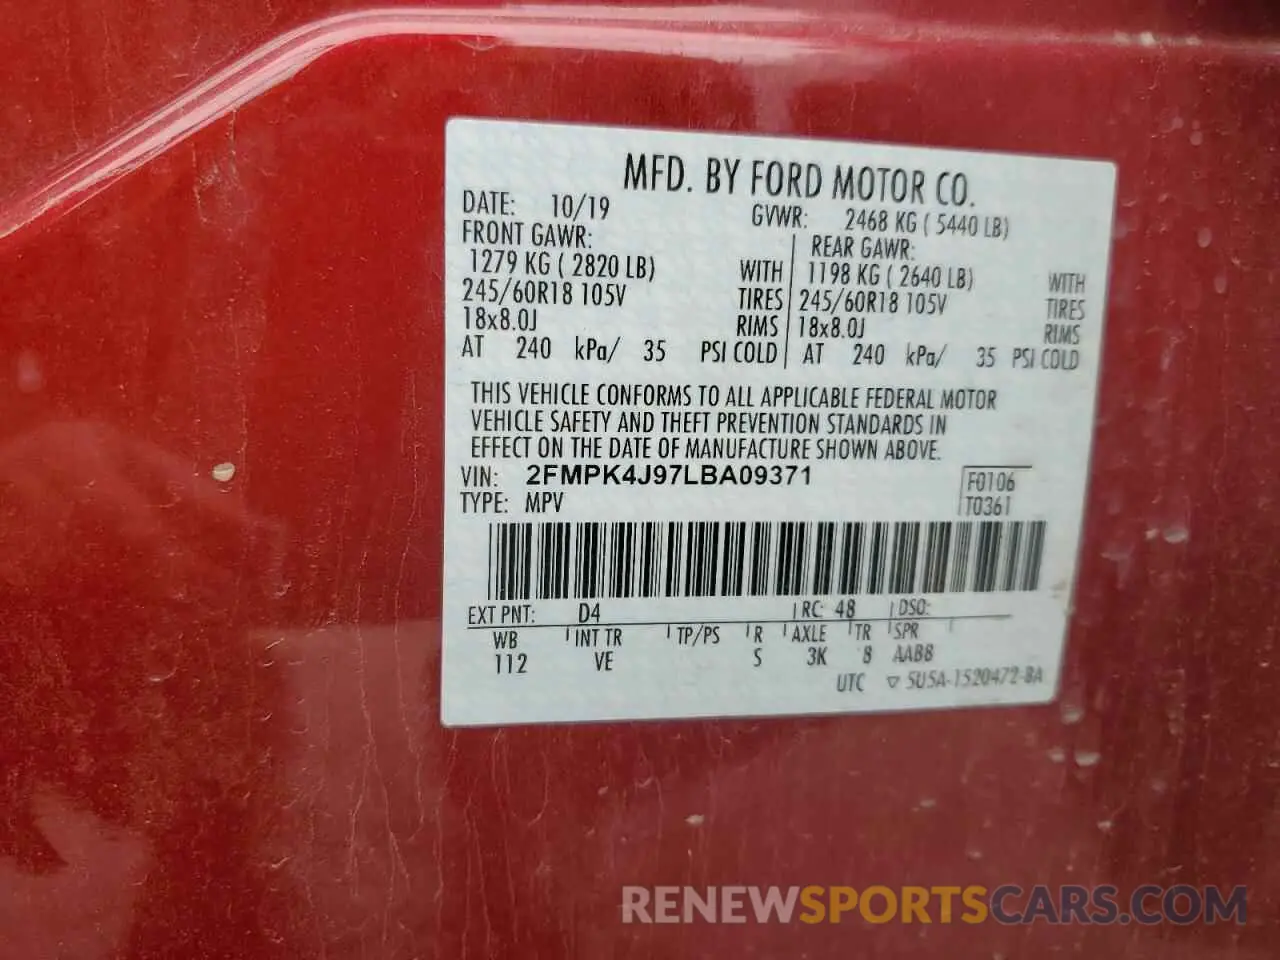 MFD. BY FORD MOTOR CO.
DATE: 10/19 GVWR: 2468 KG ( 5440 LB)
FRONT GAWR: REAR GAWR:
1279 KG ( 2820 LB) WITH 1198 KG ( 2640 LB) WITH
245/60R18 105V TIRES 245/60R18 105V TIRES
18x8.0J RIMS 18x8.0J RIMS
AT 240 kPa/ 35 PSI COLD AT 240 kPa/ 35 PSI COLD
THIS VEHICLE CONFORMS TO ALL APPLICABLE FEDERAL MOTOR
VEHICLE SAFETY AND THEFT PREVENTION STANDARDS IN
EFFECT ON THE DATE OF MANUFACTURE SHOWN ABOVE.
VIN: 2FMPK4J97LBA09371 F0106
TYPE: MPV T0361
EXT PNT: D4 RC: 48 DSO:
WB INT TR TP/PS R AXLE TR SPR
112 VE S 3K 8 AABB
UTC ▽ 5U5A-1520472-BA
RENEWSPORTSCARS.COM